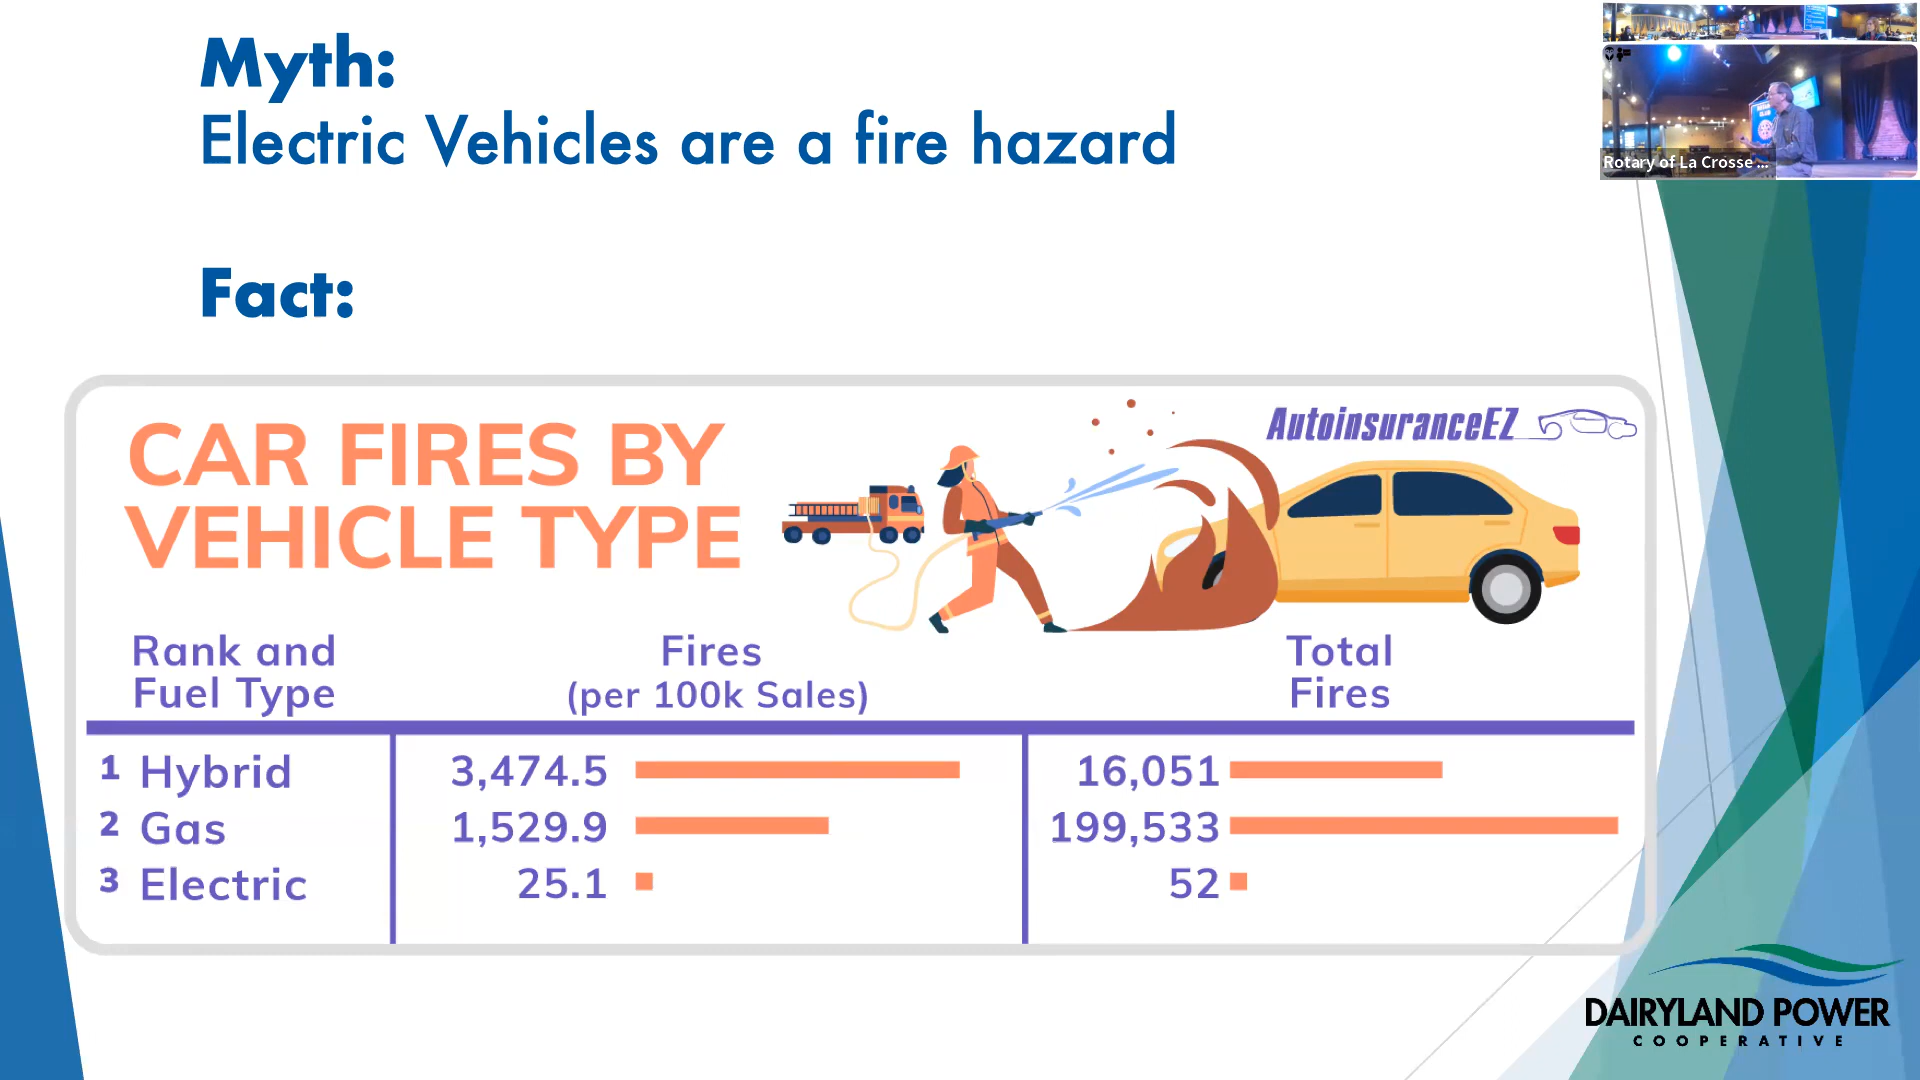 Myth:
Electric Vehicles are a fire hazard
Rotary of La Crosse ...
Fact:
CAR FIRES BY
VEHICLE TYPE
AutoinsuranceEZ
Rank and
Fuel Type
Fires
(per 100k Sales)
Total
Fires
1 Hybrid 3,474.5 16,051
2 Gas 1,529.9 199,533
3 Electric 25.1 52
DAIRYLAND POWER
COOPERATIVE